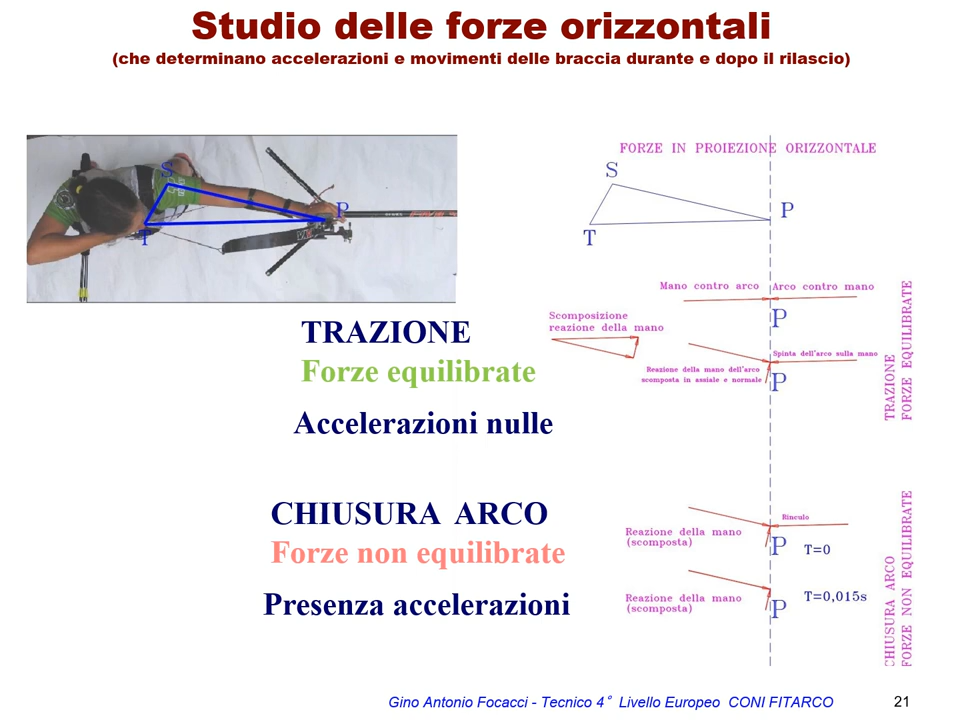 Studio delle forze orizzontali
(che determinano accelerazioni e movimenti delle braccia durante e dopo il rilascio)
S
P
T
TRAZIONE
Forze equilibrate
Accelerazioni nulle
CHIUSURA ARCO
Forze non equilibrate
Presenza accelerazioni
FORZE IN PROIEZIONE ORIZZONTALE
S
P
T
Mano contro arco
Arco contro mano
P
Scomposizione
reazione della mano
Spinta dell'arco sulla mano
Reazione della mano dell'arco
scomposta in assiale e normale
P
TRAZIONE
FORZE EQUILIBRATE
Rinculo
Reazione della mano
(scomposta)
P
T=0
Reazione della mano
(scomposta)
P
T=0,015s
CHIUSURA ARCO
FORZE NON EQUILIBRATE
Gino Antonio Focacci - Tecnico 4° Livello Europeo CONI FITARCO
21